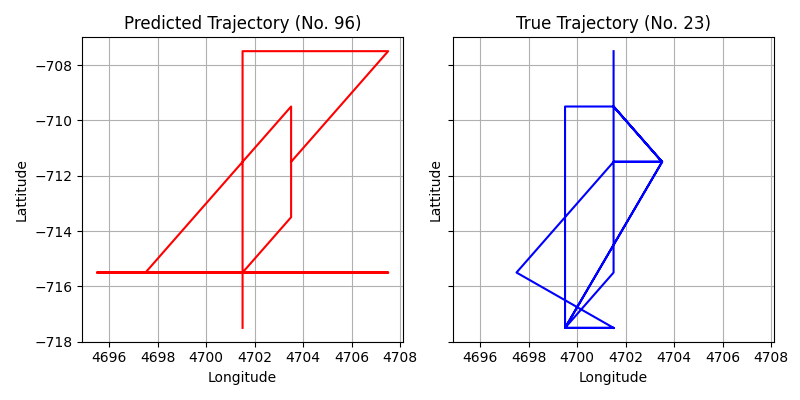 Predicted Trajectory (No. 96)
True Trajectory (No. 23)
−708
−710
−712
−714
−716
−718
Lattitude
Lattitude
4696 4698 4700 4702 4704 4706 4708
4696 4698 4700 4702 4704 4706 4708
Longitude
Longitude